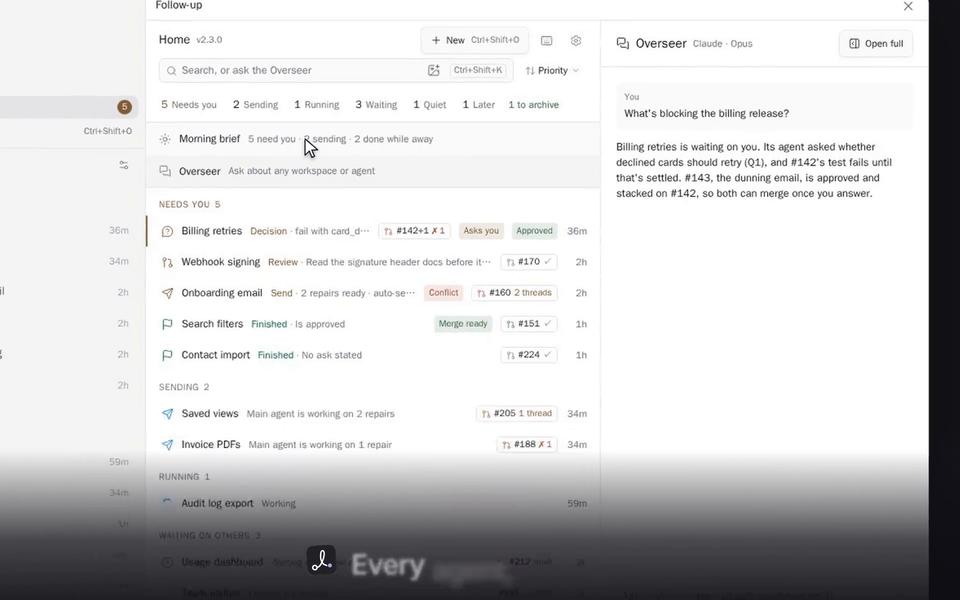 Follow-up
Home v2.3.0
+ New Ctrl+Shift+O
Search, or ask the Overseer Ctrl+Shift+K
Priority
5 Needs you 2 Sending 1 Running 3 Waiting 1 Quiet 1 Later 1 to archive
Morning brief 5 need you · 2 sending · 2 done while away
Overseer Ask about any workspace or agent
NEEDS YOU 5
Billing retries Decision · fail with card_d··· #142+1 ✗ 1 Asks you Approved 36m
Webhook signing Review · Read the signature header docs before it··· #170 ✓ 2h
Onboarding email Send · 2 repairs ready · auto-se··· Conflict #160 2 threads 2h
Search filters Finished · Is approved Merge ready #151 ✓ 1h
Contact import Finished · No ask stated #224 ✓ 1h
SENDING 2
Saved views Main agent is working on 2 repairs #205 1 thread 34m
Invoice PDFs Main agent is working on 1 repair #188 ✗ 1 34m
RUNNING 1
Audit log export Working 59m
WAITING ON OTHERS 3
Usage dashboard #212
Overseer Claude · Opus
Open full
You
What's blocking the billing release?
Billing retries is waiting on you. Its agent asked whether
declined cards should retry (Q1), and #142's test fails until
that's settled. #143, the dunning email, is approved and
stacked on #142, so both can merge once you answer.
5
Ctrl+Shift+O
36m
34m
2h
2h
2h
2h
59m
34m
1h
Every agent,